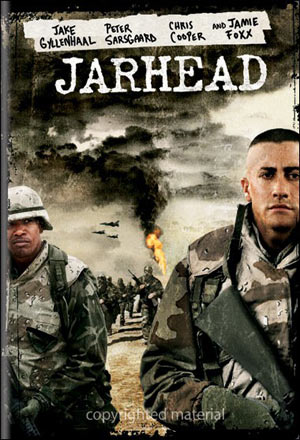 JAKE GYLLENHAAL PETER SARSGAARD CHRIS COOPER AND JAMIE FOXX
JARHEAD
copyrighted material